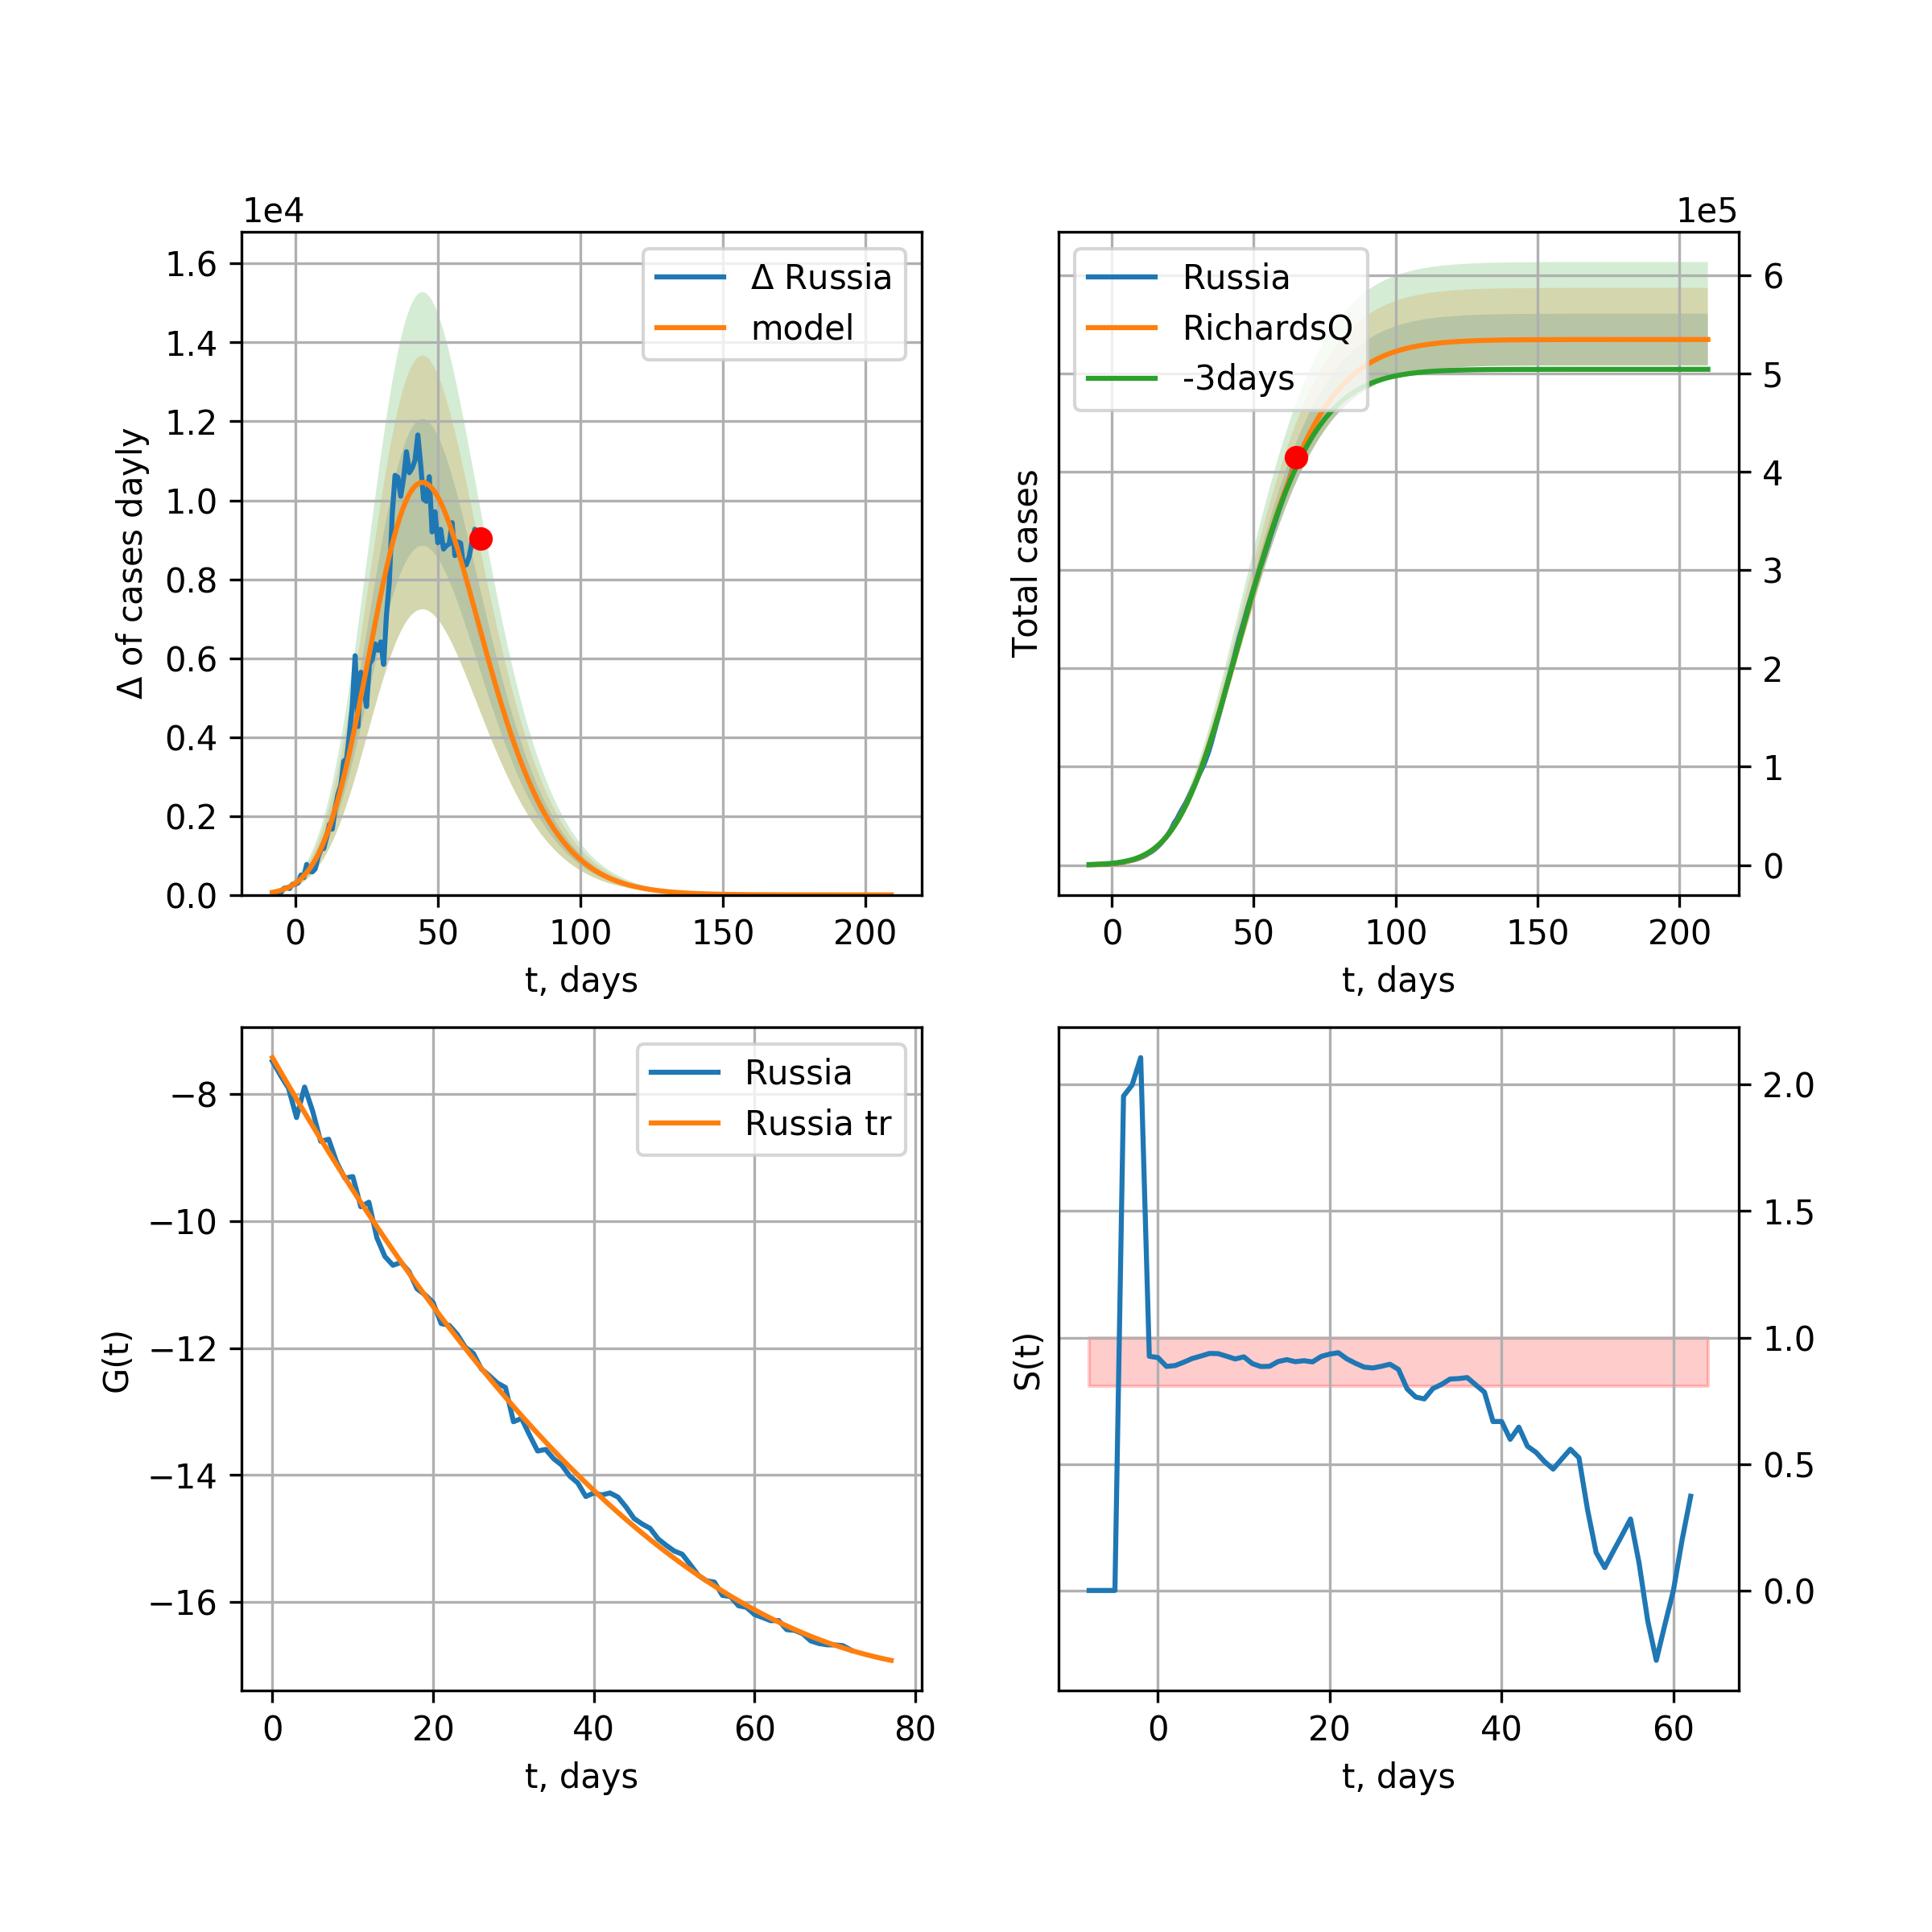 1e4
1.6
1.4
1.2
1.0
0.8
0.6
0.4
0.2
0.0
Δ of cases dayly
Δ Russia
model
0 50 100 150 200
t, days
1e5
Russia
RichardsQ
-3days
Total cases
6
5
4
3
2
1
0
0 50 100 150 200
t, days
−8
−10
−12
−14
−16
G(t)
Russia
Russia tr
0 20 40 60 80
t, days
S(t)
2.0
1.5
1.0
0.5
0.0
0 20 40 60
t, days